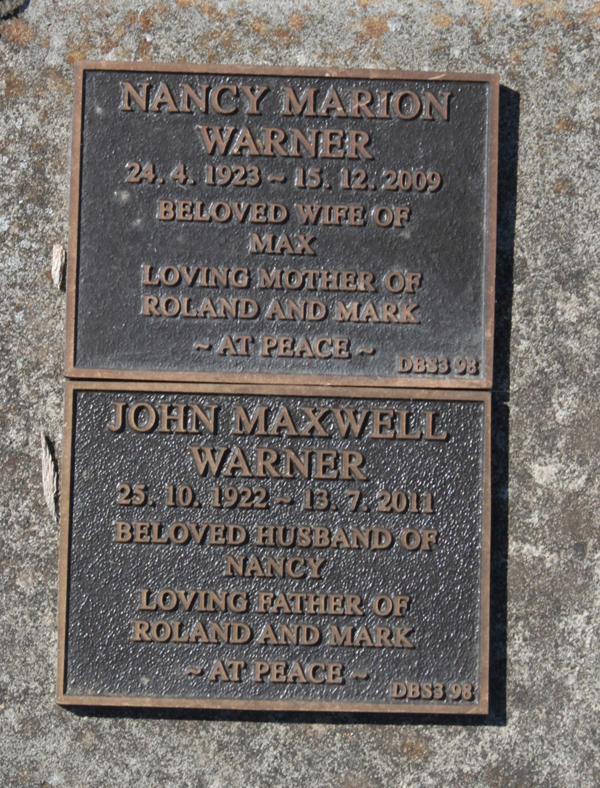 NANCY MARION
WARNER
24. 4. 1923 ~ 15. 12. 2009
BELOVED WIFE OF
MAX
LOVING MOTHER OF
ROLAND AND MARK
~ AT PEACE ~
DBS3 98
JOHN MAXWELL
WARNER
25. 10. 1922 ~ 13. 7. 2011
BELOVED HUSBAND OF
NANCY
LOVING FATHER OF
ROLAND AND MARK
~ AT PEACE ~
DBS3 98